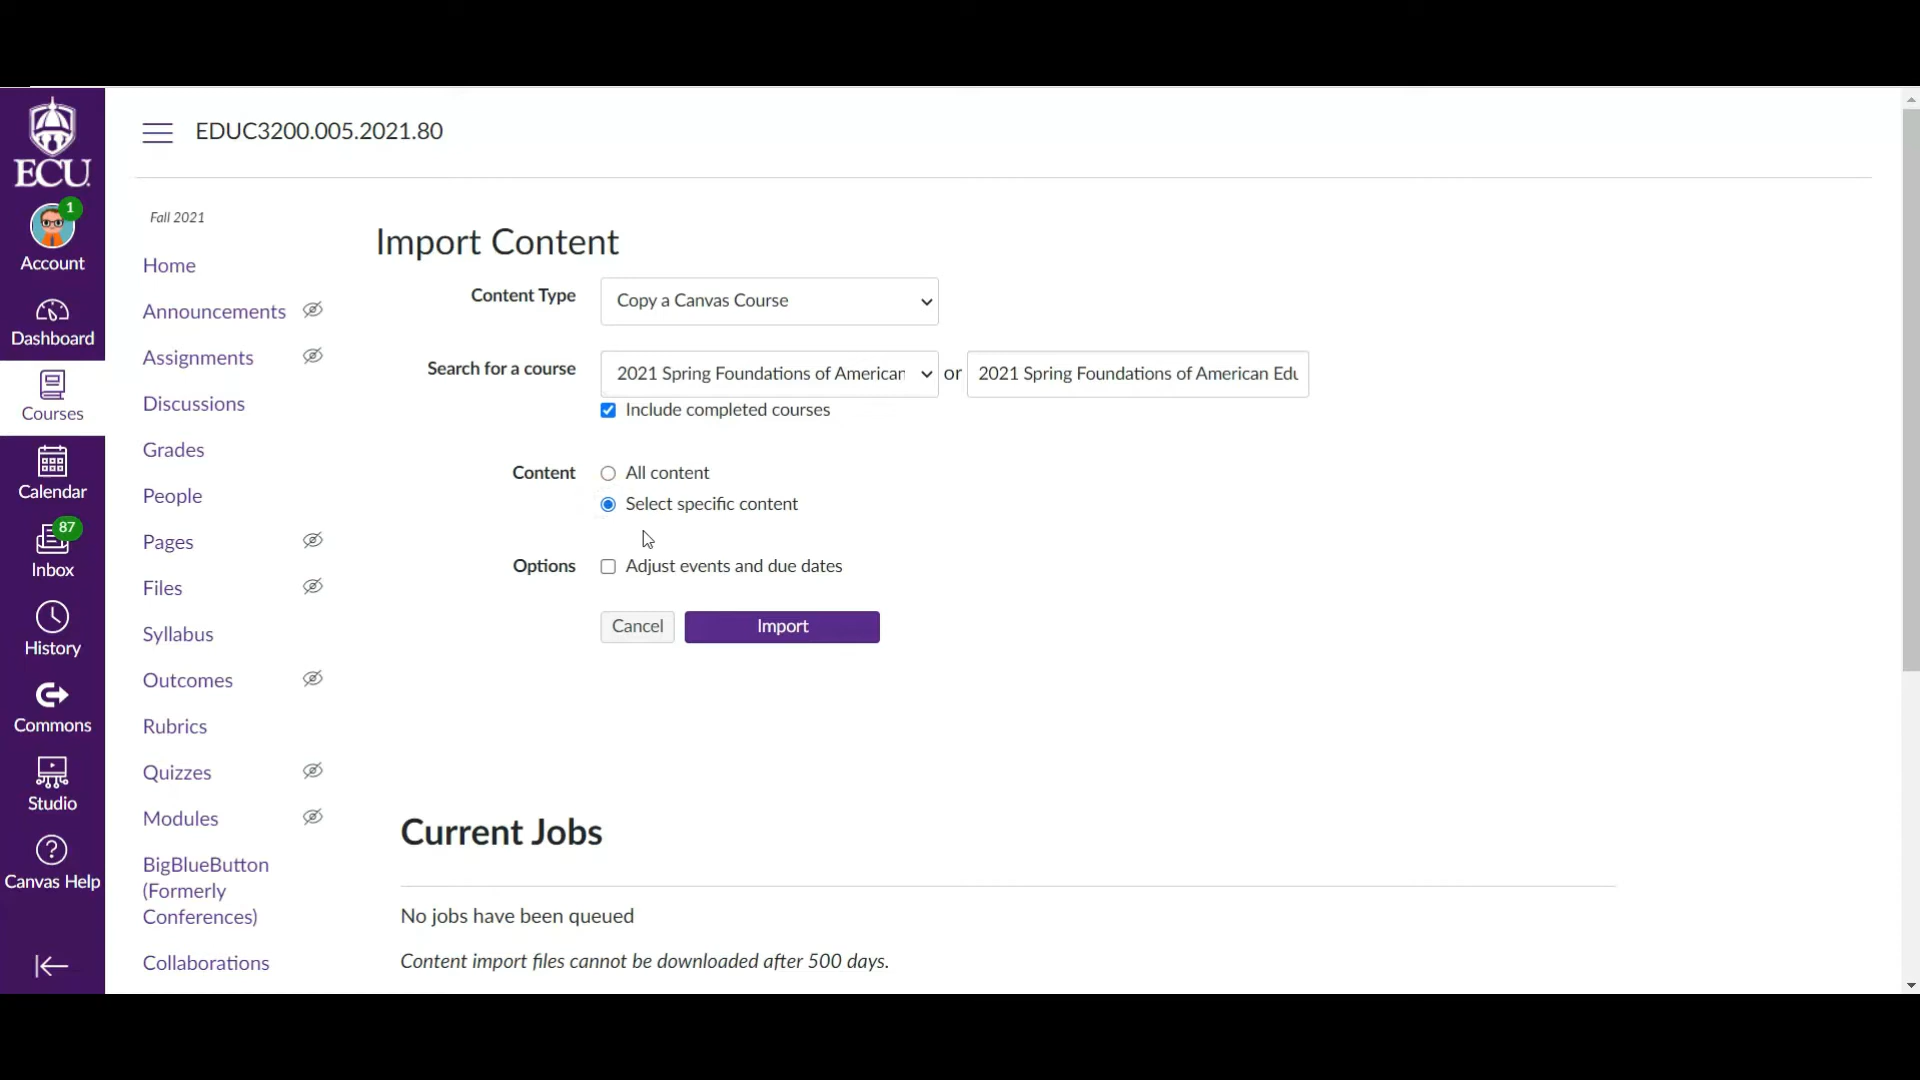 ECU
1
Account
Dashboard
Courses
Calendar
87
Inbox
History
Commons
Studio
Canvas Help
EDUC3200.005.2021.80
Fall 2021
Home
Announcements
Assignments
Discussions
Grades
People
Pages
Files
Syllabus
Outcomes
Rubrics
Quizzes
Modules
BigBlueButton
(Formerly
Conferences)
Collaborations
Import Content
Content Type Copy a Canvas Course
Search for a course 2021 Spring Foundations of American or 2021 Spring Foundations of American Edu
Include completed courses
Content All content
Select specific content
Options Adjust events and due dates
Cancel Import
Current Jobs
No jobs have been queued
Content import files cannot be downloaded after 500 days.